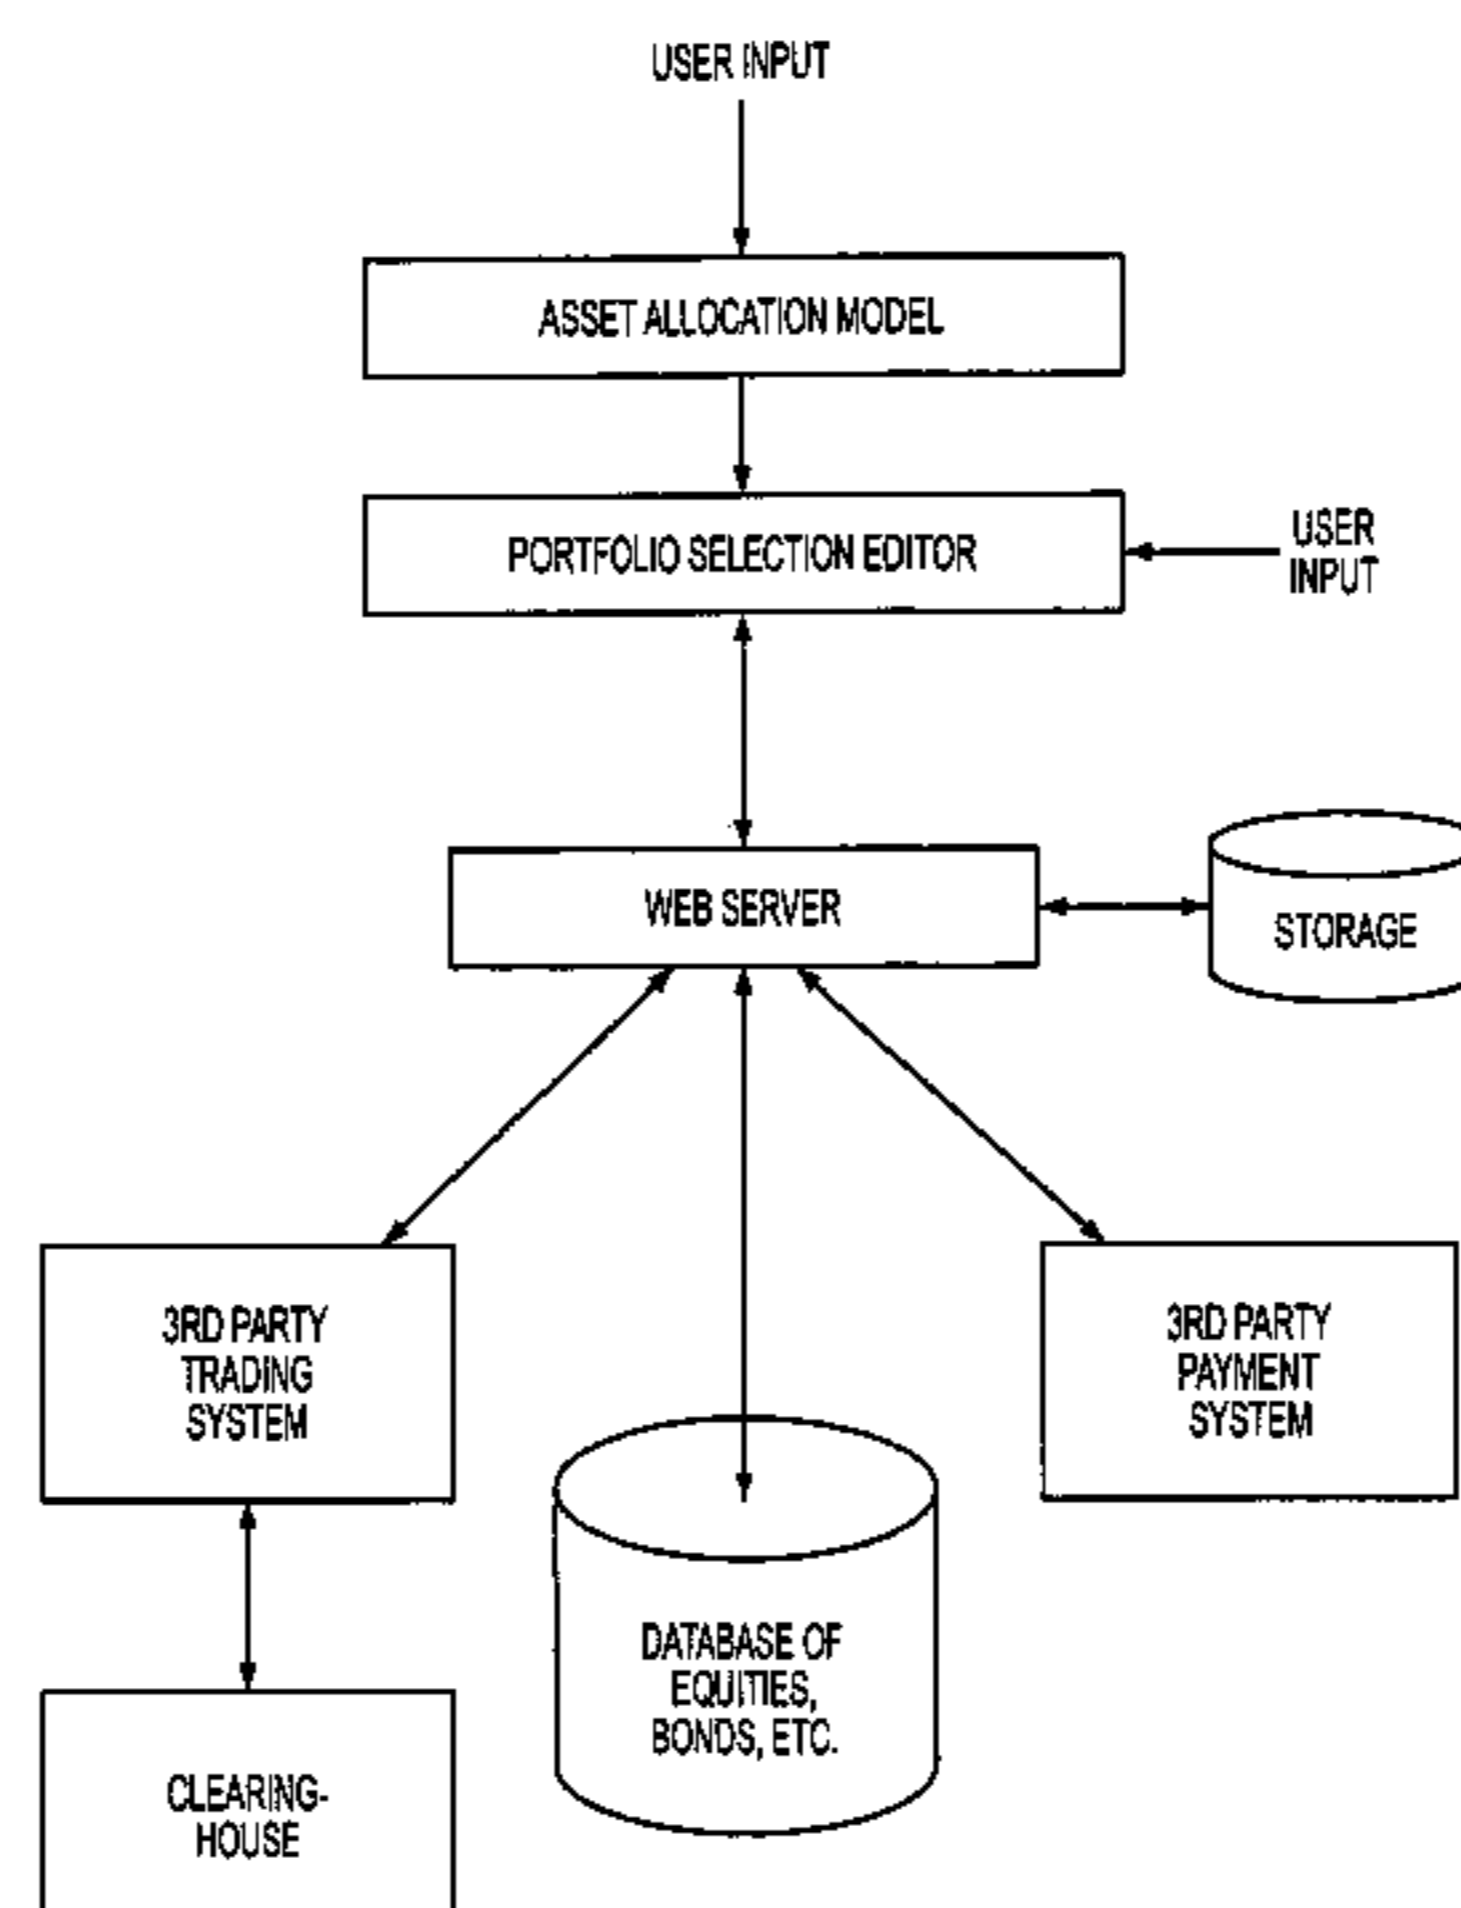 USER INPUT
ASSET ALLOCATION MODEL
PORTFOLIO SELECTION EDITOR
USER
INPUT
WEB SERVER
STORAGE
3RD PARTY
TRADING
SYSTEM
3RD PARTY
PAYMENT
SYSTEM
DATABASE OF
EQUITIES,
BONDS, ETC.
CLEARING-
HOUSE